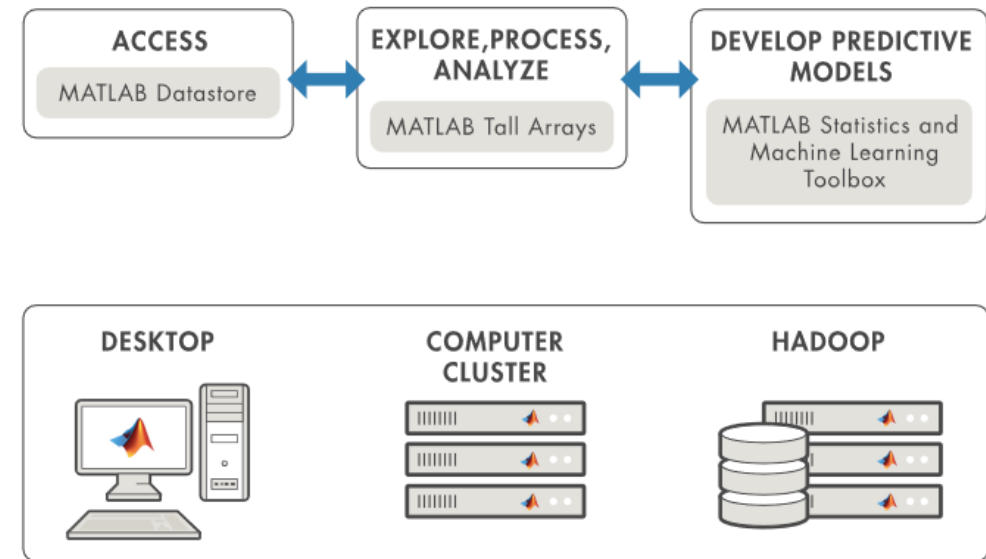 ACCESS
MATLAB Datastore
EXPLORE,PROCESS,
ANALYZE
MATLAB Tall Arrays
DEVELOP PREDICTIVE
MODELS
MATLAB Statistics and
Machine Learning
Toolbox
DESKTOP
COMPUTER
CLUSTER
HADOOP